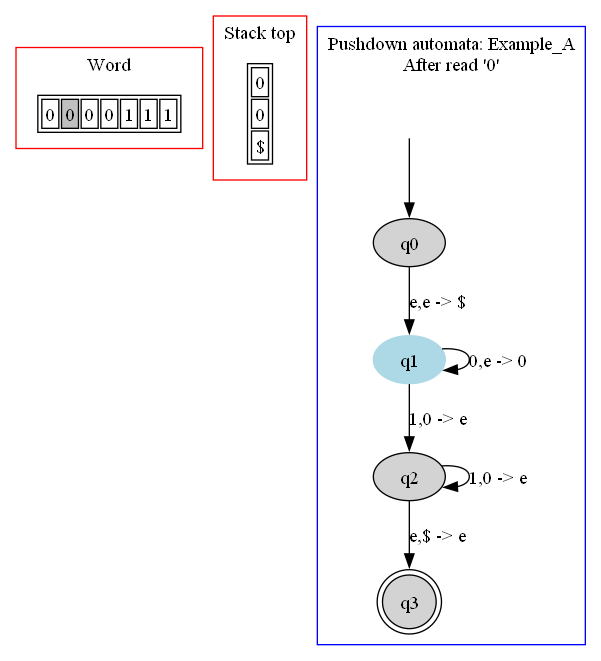 Word
0 0 0 0 1 1 1
Stack top
0
0
$
Pushdown automata: Example_A
After read '0'
q0
e,e -> $
q1
0,e -> 0
1,0 -> e
q2
1,0 -> e
e,$ -> e
q3